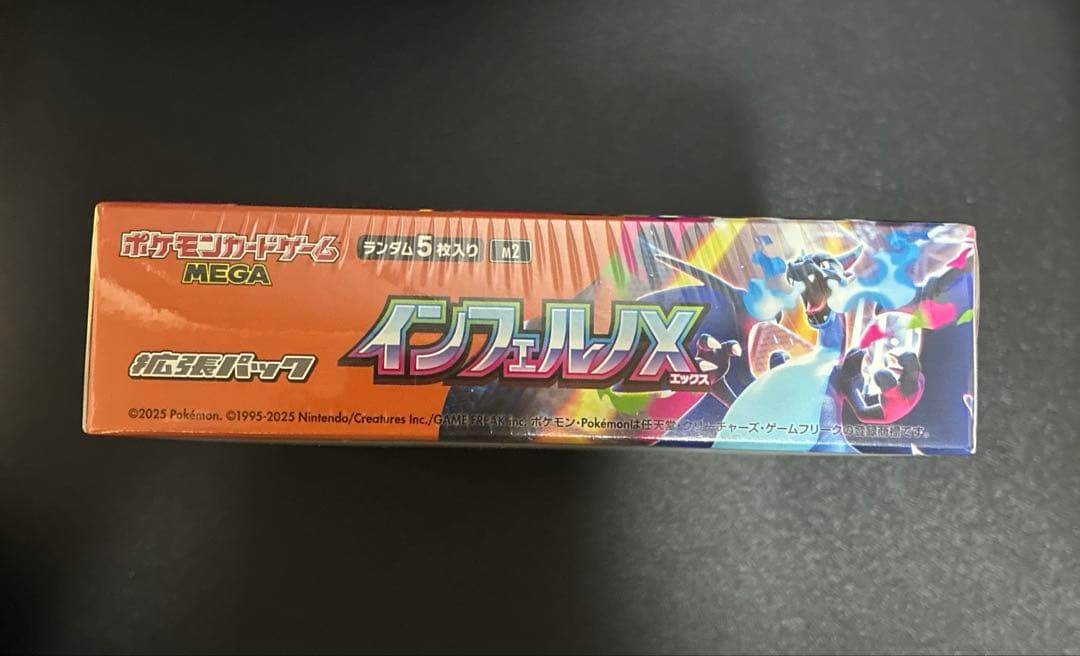 ポケモンカードゲーム
MEGA
ランダム5枚入り
M2
インフェルノX
エックス
拡張パック
©2025 Pokémon. ©1995-2025 Nintendo/Creatures Inc./GAME FREAK inc. ポケモン・Pokémonは任天堂・クリーチャーズ・ゲームフリークの登録商標です。